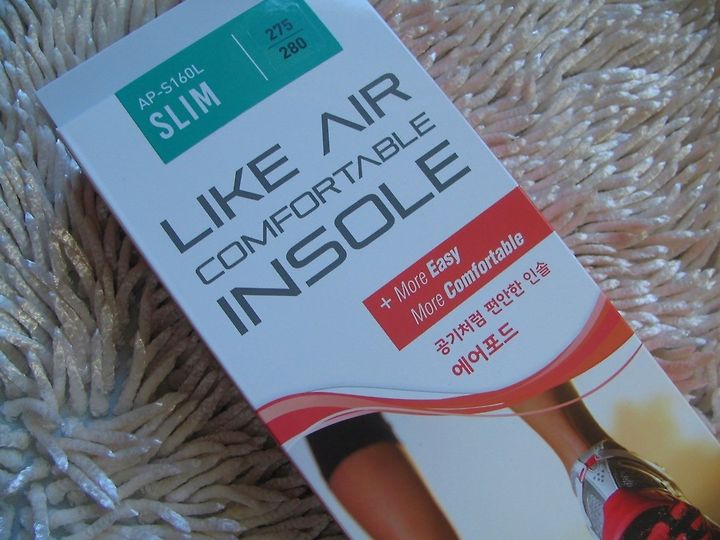 AP-S160L
SLIM
275
280
LIKE AIR
COMFORTABLE
INSOLE
+ More Easy
More Comfortable
공기처럼 편안한 인솔
에어포드